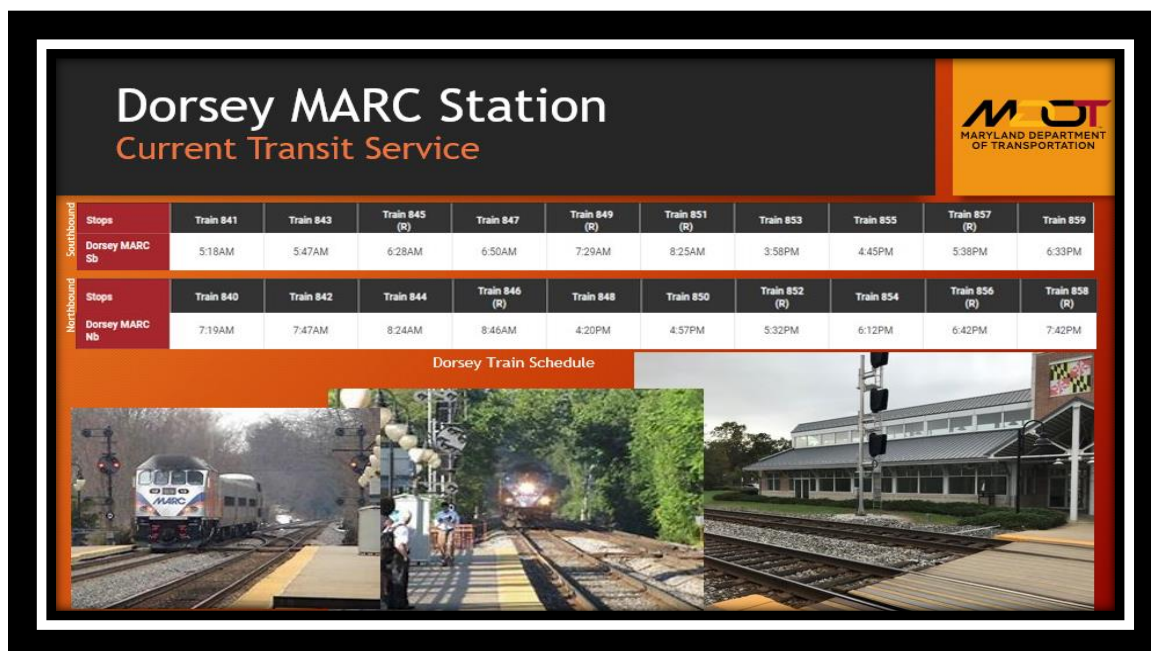 Dorsey MARC Station
Current Transit Service
MDOT
MARYLAND DEPARTMENT
OF TRANSPORTATION
Southbound
Stops Train 841 Train 843 Train 845 (R) Train 847 Train 849 (R) Train 851 (R) Train 853 Train 855 Train 857 (R) Train 859
Dorsey MARC Sb 5:18AM 5:47AM 6:28AM 6:50AM 7:29AM 8:25AM 3:58PM 4:45PM 5:38PM 6:33PM
Northbound
Stops Train 840 Train 842 Train 844 Train 846 (R) Train 848 Train 850 Train 852 (R) Train 854 Train 856 (R) Train 858 (R)
Dorsey MARC Nb 7:19AM 7:47AM 8:24AM 8:46AM 4:20PM 4:57PM 5:32PM 6:12PM 6:42PM 7:42PM
Dorsey Train Schedule
MARC